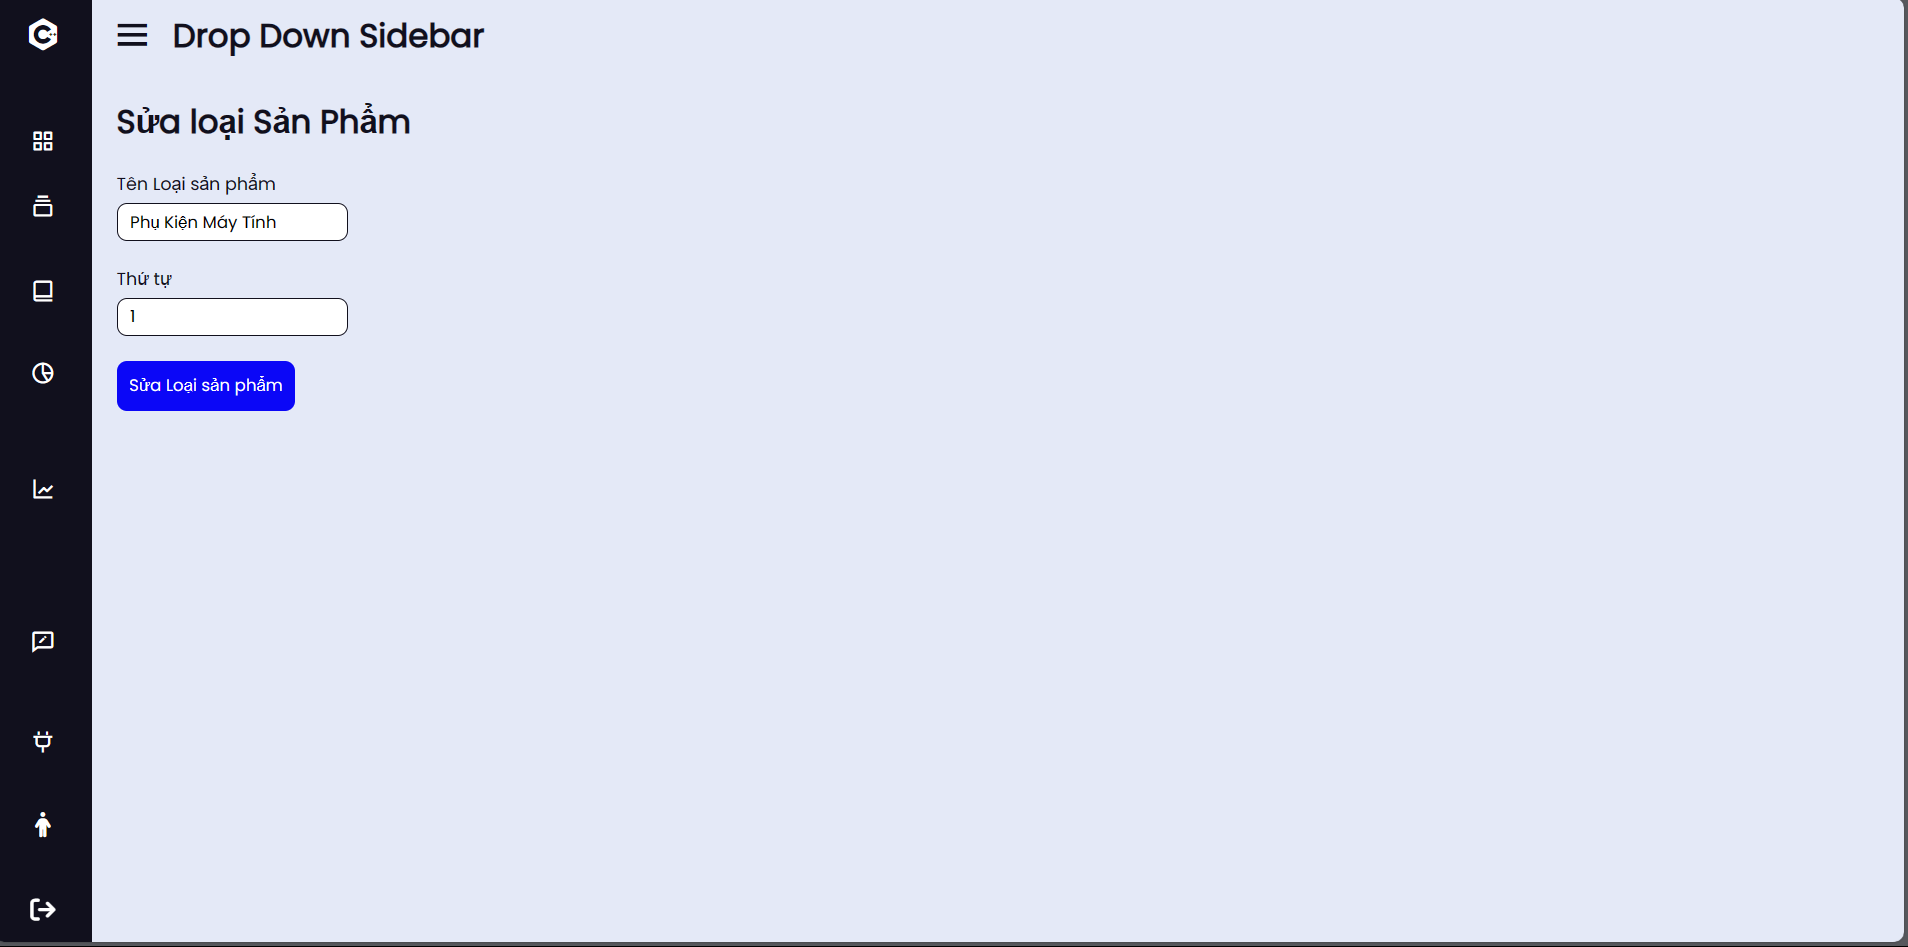 Drop Down Sidebar
Sửa loại Sản Phẩm
Tên Loại sản phẩm
Phụ Kiện Máy Tính
Thứ tự
1
Sửa Loại sản phẩm